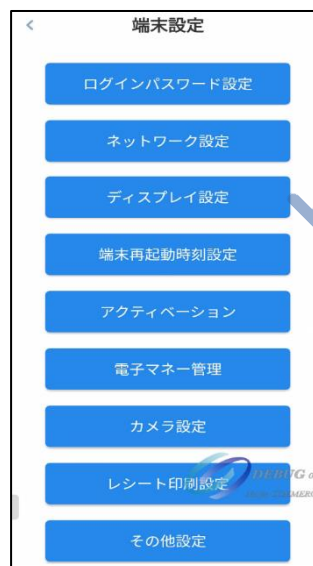 端末設定
ログインパスワード設定
ネットワーク設定
ディスプレイ設定
端末再起動時刻設定
アクティベーション
電子マネー管理
カメラ設定
レシート印刷設定
DEBUG
その他設定